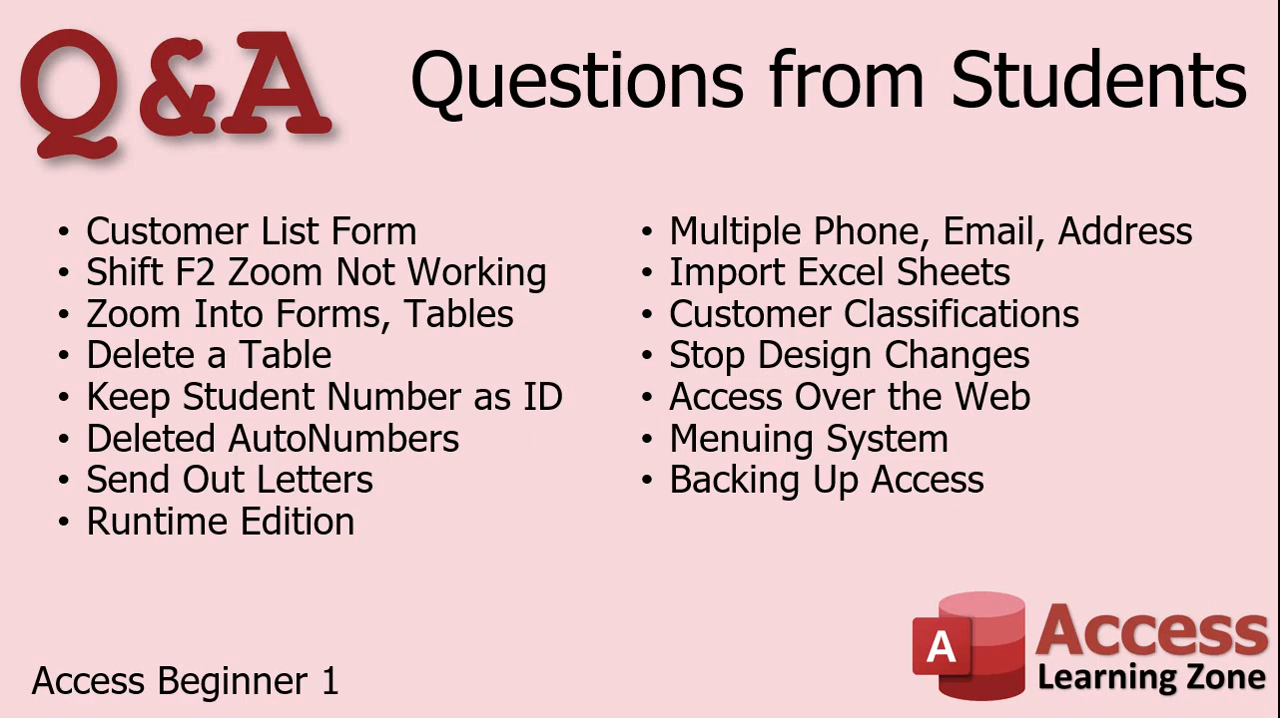 Q&A
Questions from Students
• Customer List Form
• Shift F2 Zoom Not Working
• Zoom Into Forms, Tables
• Delete a Table
• Keep Student Number as ID
• Deleted AutoNumbers
• Send Out Letters
• Runtime Edition
• Multiple Phone, Email, Address
• Import Excel Sheets
• Customer Classifications
• Stop Design Changes
• Access Over the Web
• Menuing System
• Backing Up Access
Access Beginner 1
A
Access
Learning Zone